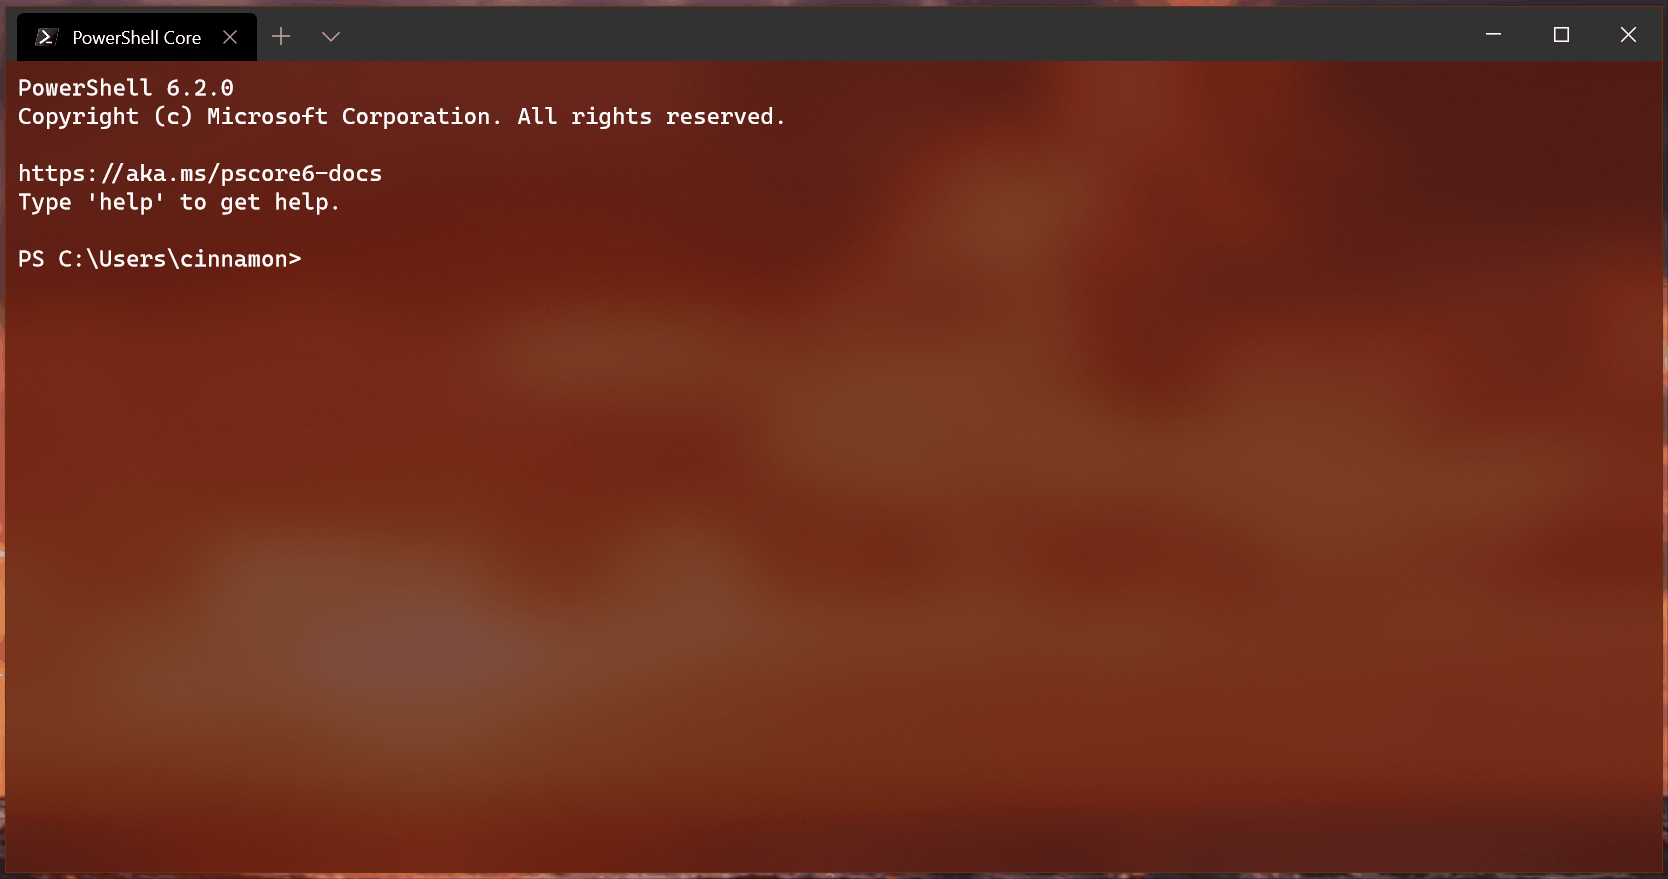 PowerShell Core
PowerShell 6.2.0
Copyright (c) Microsoft Corporation. All rights reserved.
https://aka.ms/pscore6-docs
Type 'help' to get help.
PS C:\Users\cinnamon>